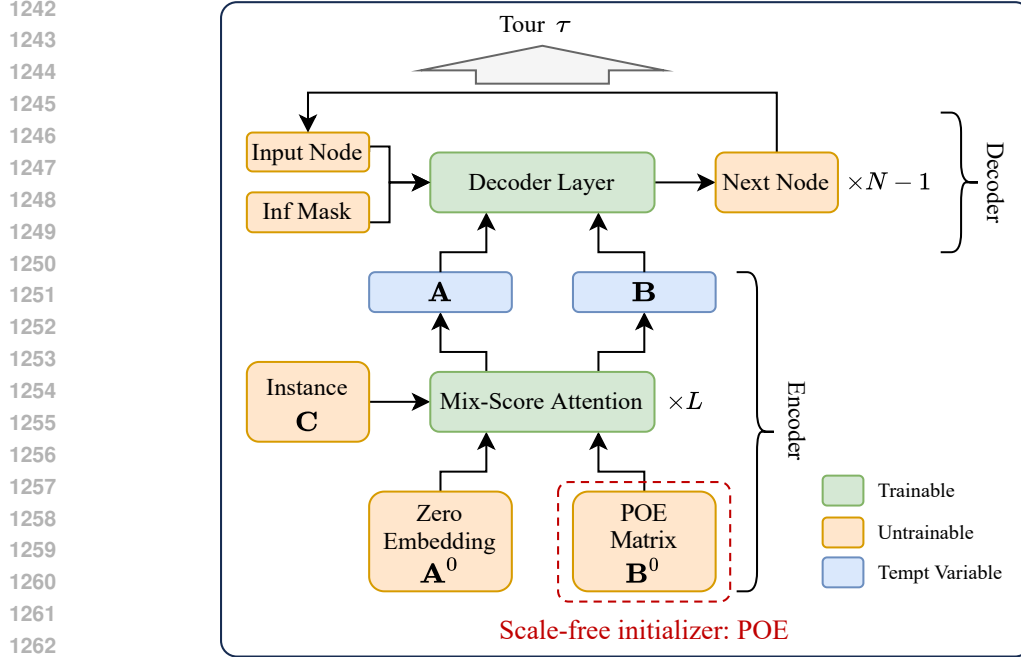 1242
1243
1244
1245
1246
1247
1248
1249
1250
1251
1252
1253
1254
1255
1256
1257
1258
1259
1260
1261
1262
Tour τ
Input Node
Inf Mask
Decoder Layer
Next Node
×N − 1
Decoder
A
B
Instance
C
Mix-Score Attention
×L
Encoder
Zero
Embedding
A⁰
POE
Matrix
B⁰
Trainable
Untrainable
Tempt Variable
Scale-free initializer: POE